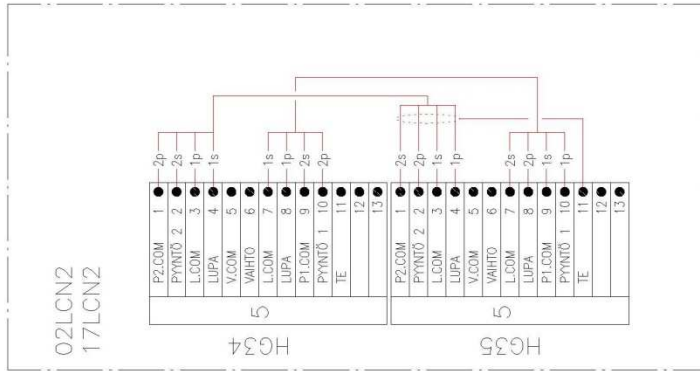 02LCN2
17LCN2
2p 2s 1p 1s 1s 1p 2s 2p
P2.COM 1
PYYNTÖ 2 2
L.COM 3
LUPA 4
V.COM 5
VAIHTO 6
L.COM 7
LUPA 8
P1.COM 9
PYYNTÖ 1 10
TE 11
12
13
5
HG34
2s 2p 1s 1p 2s 2p 1s 1p
P2.COM 1
PYYNTÖ 2 2
L.COM 3
LUPA 4
V.COM 5
VAIHTO 6
L.COM 7
LUPA 8
P1.COM 9
PYYNTÖ 1 10
TE 11
12
13
5
HG35